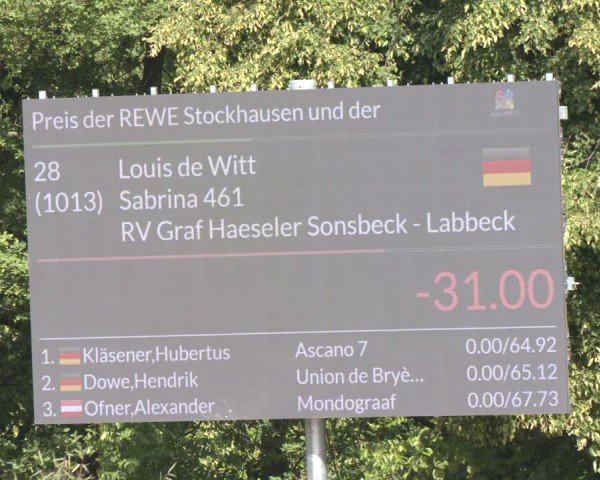 Preis der REWE Stockhausen und der
28 Louis de Witt
(1013) Sabrina 461
RV Graf Haeseler Sonsbeck - Labbeck
-31.00
1. Kläsener,Hubertus Ascano 7 0.00/64.92
2. Dowe,Hendrik Union de Bryè... 0.00/65.12
3. Ofner,Alexander Mondograaf 0.00/67.73